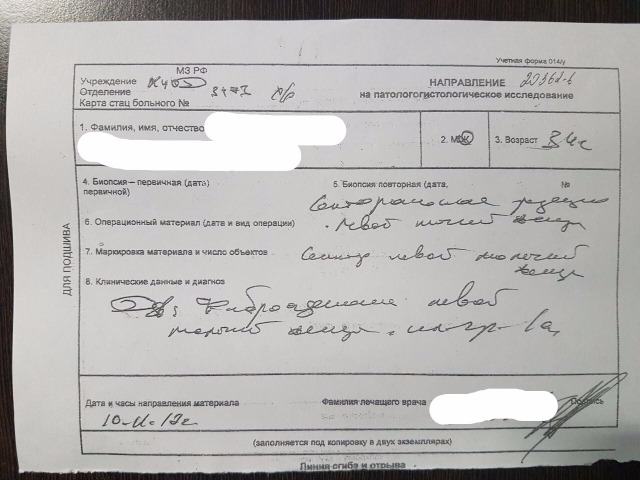 Учетная форма 014/у
МЗ РФ
Учреждение
НАПРАВЛЕНИЕ 20362-6
Отделение
на патологогистологическое исследование
Карта стац больного №
1. Фамилия, имя, отчество
2. МЖ
3. Возраст
4. Биопсия — первичная (дата)
первичной)
5. Биопсия повторная (дата, №
Секторальная резекция
6. Операционный материал (дата и вид операции) левой молочной железы
7. Маркировка материала и число объектов Сектор левой молочной
железы
8. Клинические данные и диагноз
Фиброаденома левой
молочной железы
ДЛЯ ПОДШИВА
Дата и часы направления материала
Фамилия лечащего врача
Подпись
(заполняется под копировку в двух экземплярах)
Линия сгиба и отрыва